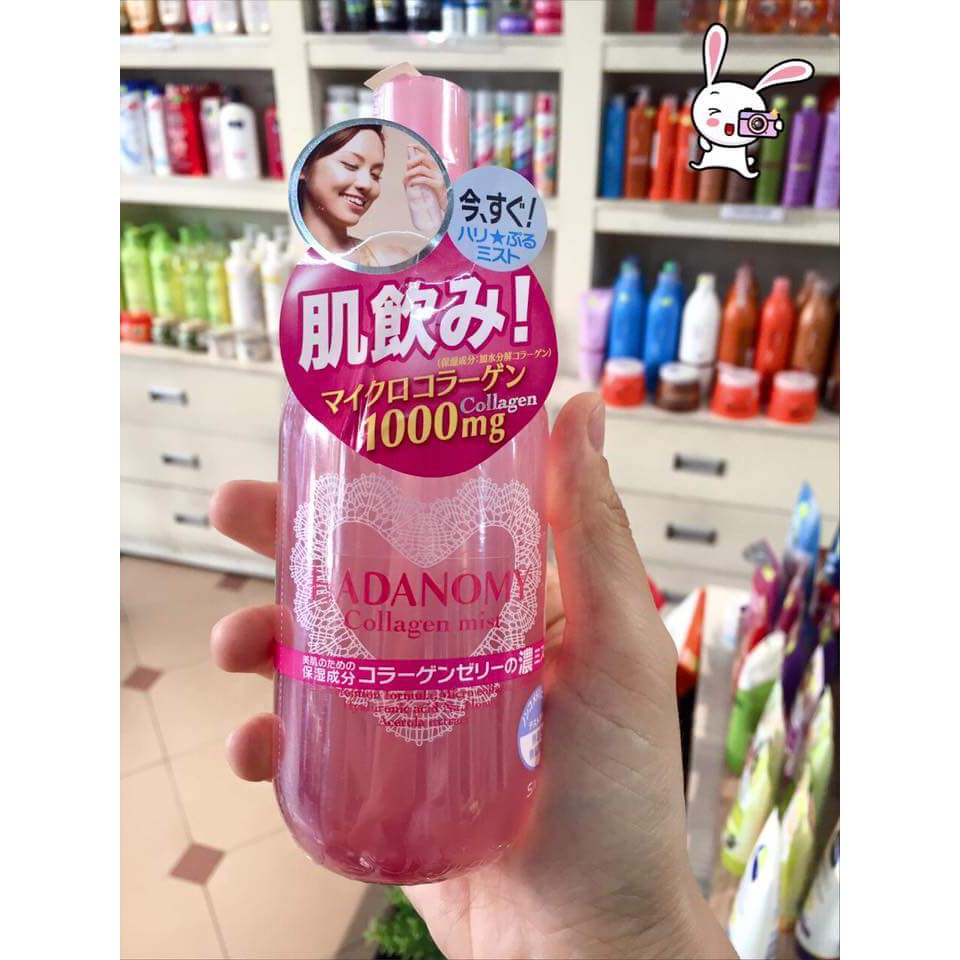 今、すぐ!
ハリ★ぷる
ミスト
肌飲み!
(保湿成分:加水分解コラーゲン)
マイクロコラーゲン
Collagen
1000mg
ADANOMY
Collagen mist
美肌のための
保湿成分 コラーゲンゼリーの濃ミス
Acerola